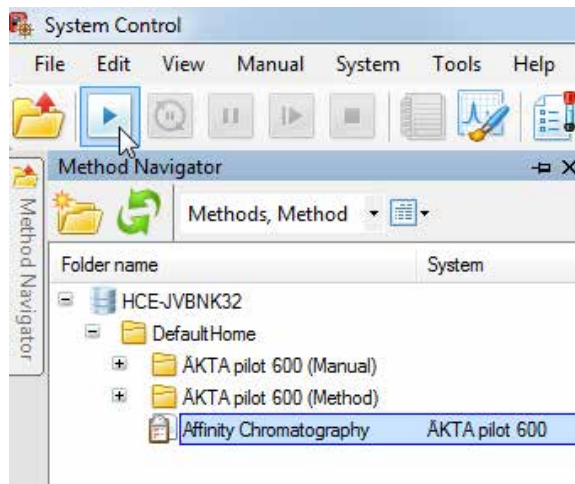 System Control
File Edit View Manual System Tools Help
Method Navigator
Method Navigator
Methods, Method
Folder name System
HCE-JVBNK32
DefaultHome
ÄKTA pilot 600 (Manual)
ÄKTA pilot 600 (Method)
Affinity Chromatography ÄKTA pilot 600